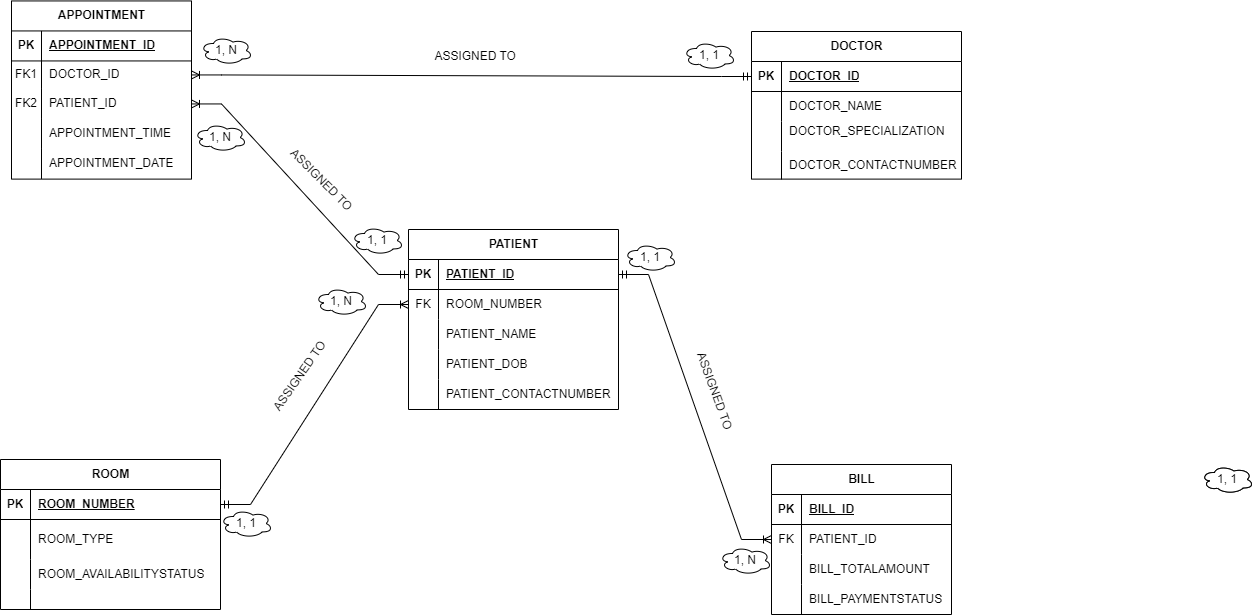 APPOINTMENT
PK APPOINTMENT_ID
FK1 DOCTOR_ID
FK2 PATIENT_ID
APPOINTMENT_TIME
APPOINTMENT_DATE
1, N
ASSIGNED TO
1, 1
DOCTOR
PK DOCTOR_ID
DOCTOR_NAME
DOCTOR_SPECIALIZATION
DOCTOR_CONTACTNUMBER
1, N
ASSIGNED TO
1, 1
PATIENT
PK PATIENT_ID
FK ROOM_NUMBER
PATIENT_NAME
PATIENT_DOB
PATIENT_CONTACTNUMBER
1, 1
1, N
ASSIGNED TO
ASSIGNED TO
ROOM
PK ROOM_NUMBER
ROOM_TYPE
ROOM_AVAILABILITYSTATUS
1, 1
1, N
BILL
PK BILL_ID
FK PATIENT_ID
BILL_TOTALAMOUNT
BILL_PAYMENTSTATUS
1, 1